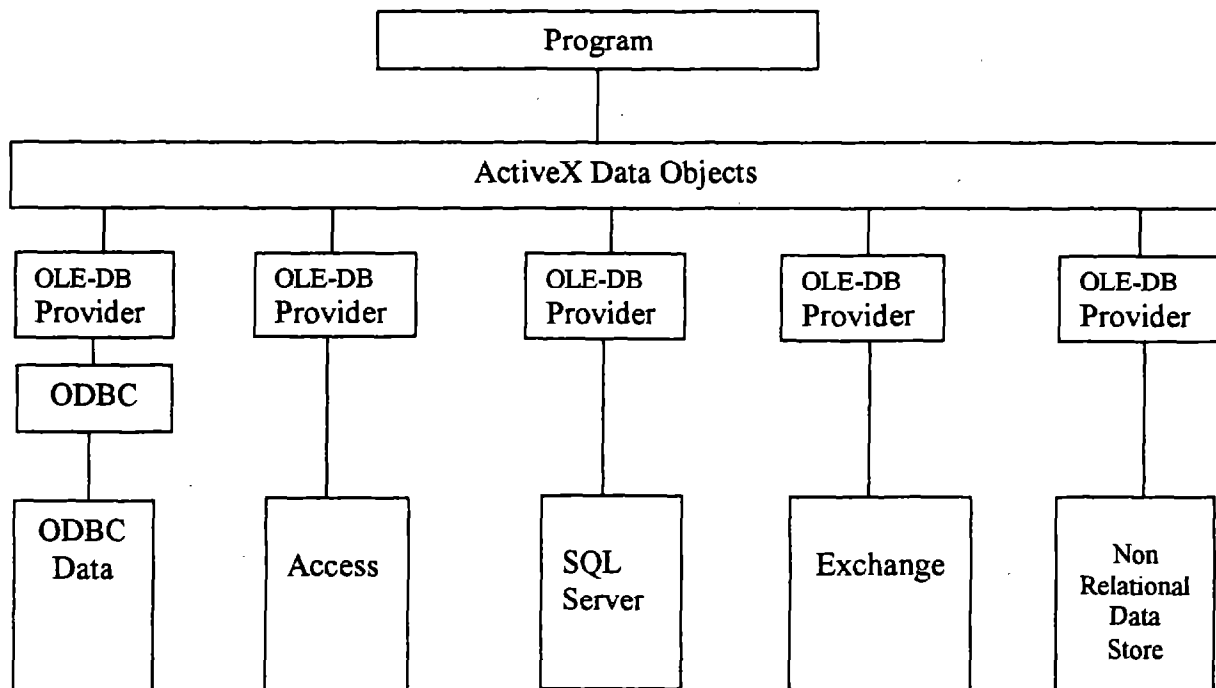 Program
ActiveX Data Objects
OLE-DB
Provider
OLE-DB
Provider
OLE-DB
Provider
OLE-DB
Provider
OLE-DB
Provider
ODBC
ODBC
Data
Access
SQL
Server
Exchange
Non
Relational
Data
Store